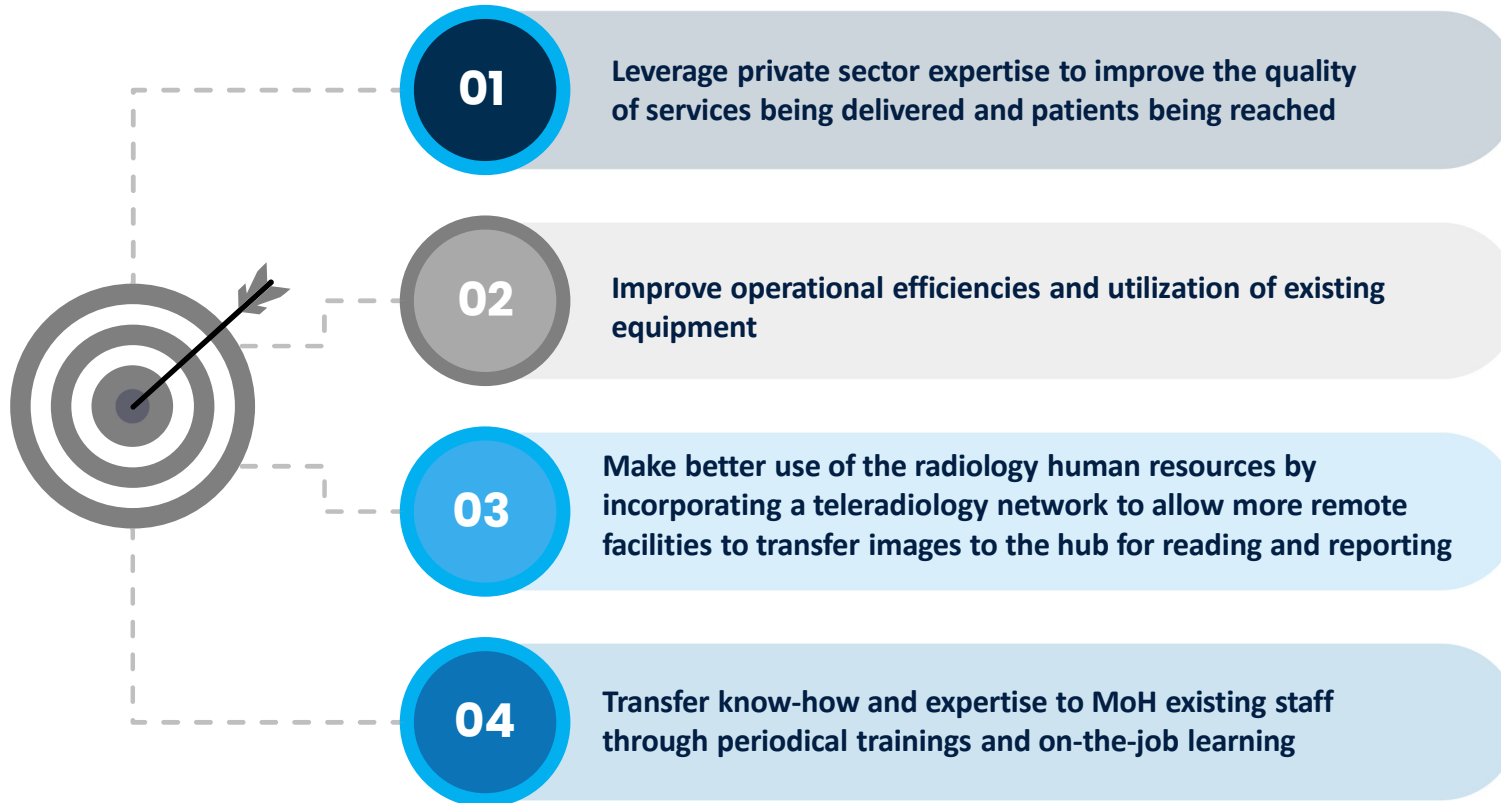 01
Leverage private sector expertise to improve the quality
of services being delivered and patients being reached
02
Improve operational efficiencies and utilization of existing
equipment
03
Make better use of the radiology human resources by
incorporating a teleradiology network to allow more remote
facilities to transfer images to the hub for reading and reporting
04
Transfer know-how and expertise to MoH existing staff
through periodical trainings and on-the-job learning